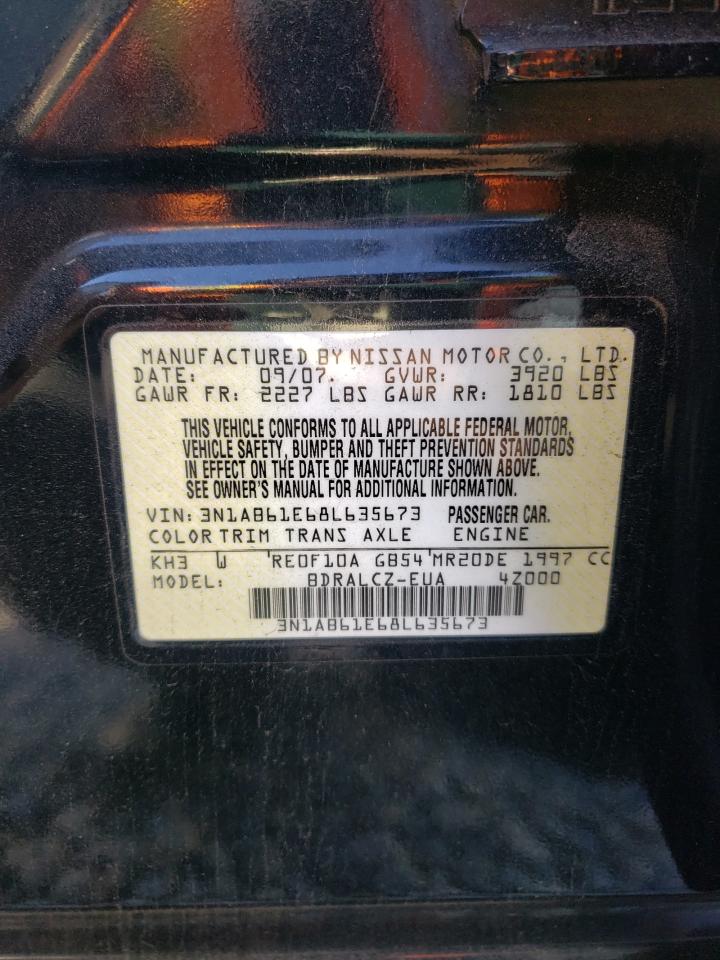 MANUFACTURED BY NISSAN MOTOR CO., LTD.
DATE: 09/07. GVWR: 3920 LBS
GAWR FR: 2227 LBS GAWR RR: 1810 LBS
THIS VEHICLE CONFORMS TO ALL APPLICABLE FEDERAL MOTOR,
VEHICLE SAFETY, BUMPER AND THEFT PREVENTION STANDARDS
IN EFFECT ON THE DATE OF MANUFACTURE SHOWN ABOVE.
SEE OWNER'S MANUAL FOR ADDITIONAL INFORMATION.
VIN: 3N1AB61E68L635673 PASSENGER CAR.
COLOR TRIM TRANS AXLE ENGINE
KH3 W RE0F10A GB54 MR20DE 1997 CC
MODEL: BDRALCZ-EUA 4Z000
3N1AB61E68L635673